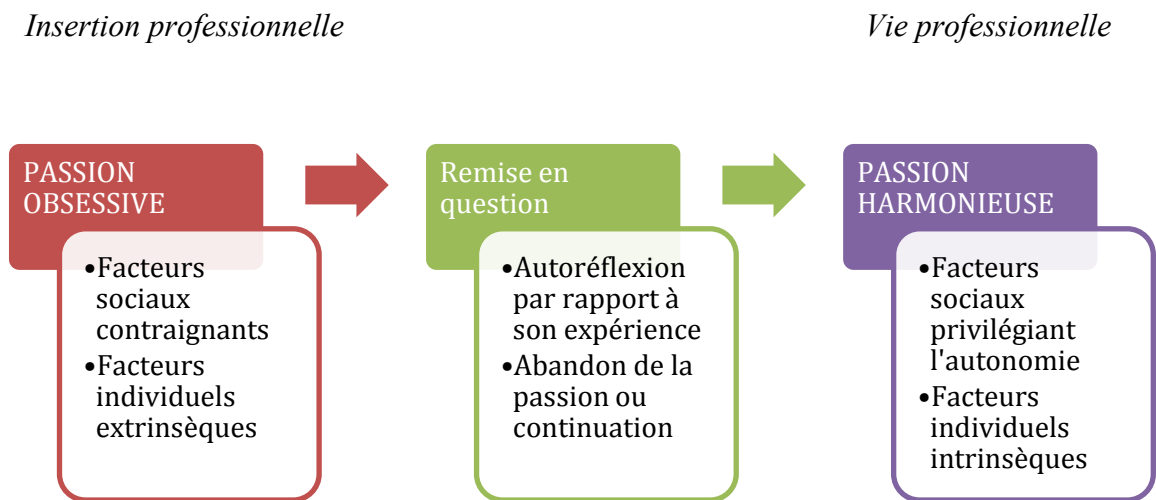 Insertion professionnelle
Vie professionnelle
PASSION
OBSESSIVE
•Facteurs
sociaux
contraignants
•Facteurs
individuels
extrinsèques
Remise en
question
•Autoréflexion
par rapport à
son expérience
•Abandon de la
passion ou
continuation
PASSION
HARMONIEUSE
•Facteurs
sociaux
privilégiant
l'autonomie
•Facteurs
individuels
intrinsèques